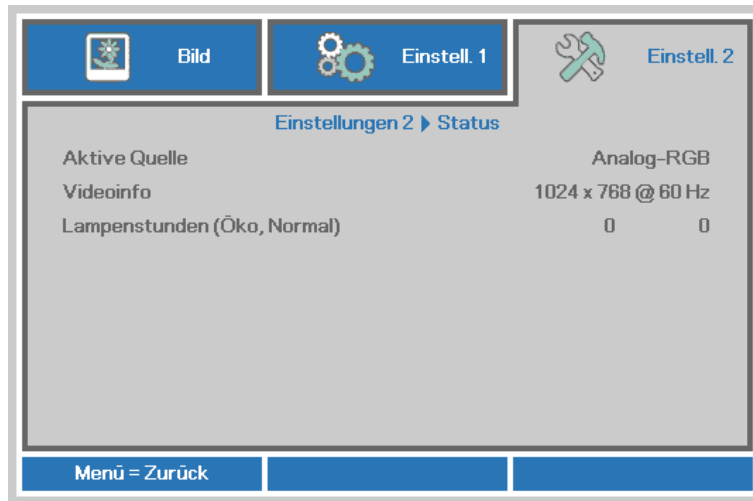 Bild Einstell. 1 Einstell. 2
Einstellungen 2 ▶ Status
Aktive Quelle Analog-RGB
Videoinfo 1024 x 768 @ 60 Hz
Lampenstunden (Öko, Normal) 0 0
Menü = Zurück